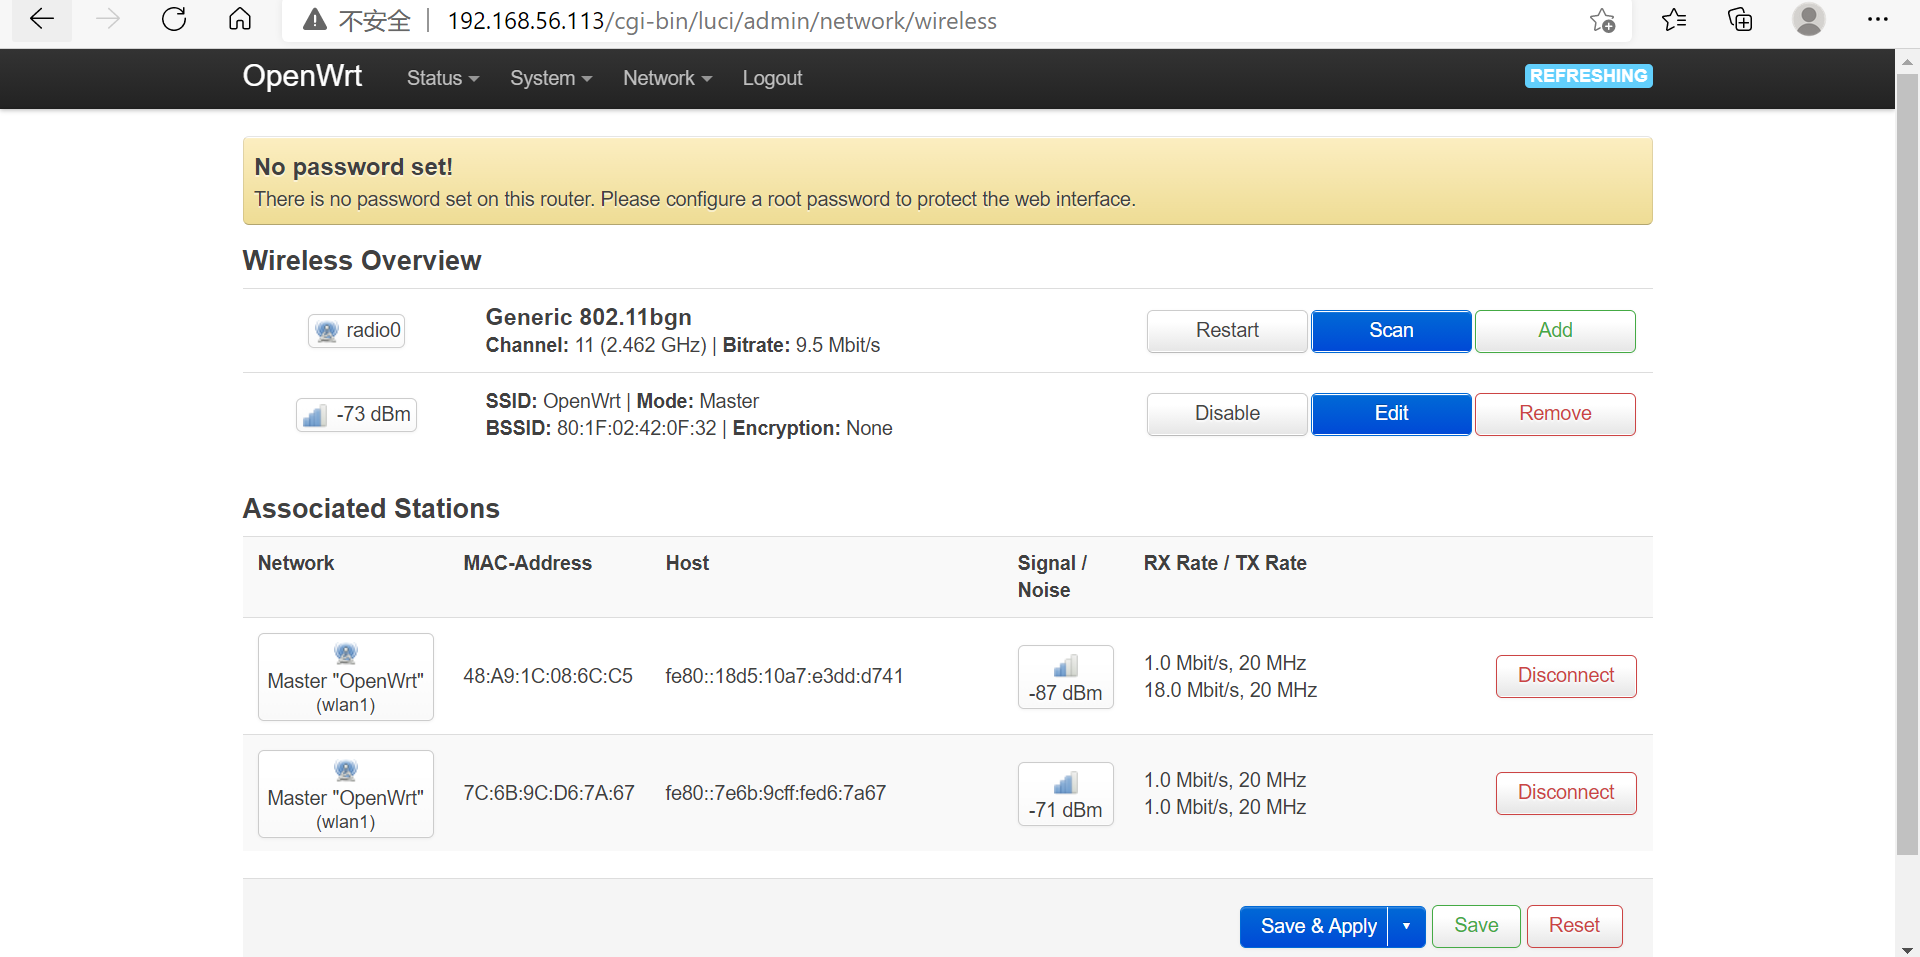 不安全 | 192.168.56.113/cgi-bin/luci/admin/network/wireless
OpenWrt Status System Network Logout REFRESHING
No password set!
There is no password set on this router. Please configure a root password to protect the web interface.
Wireless Overview
radio0
Generic 802.11bgn
Channel: 11 (2.462 GHz) | Bitrate: 9.5 Mbit/s
Restart Scan Add
-73 dBm
SSID: OpenWrt | Mode: Master
BSSID: 80:1F:02:42:0F:32 | Encryption: None
Disable Edit Remove
Associated Stations
Network MAC-Address Host Signal / Noise RX Rate / TX Rate
Master "OpenWrt"
(wlan1)
48:A9:1C:08:6C:C5
fe80::18d5:10a7:e3dd:d741
-87 dBm
1.0 Mbit/s, 20 MHz
18.0 Mbit/s, 20 MHz
Disconnect
Master "OpenWrt"
(wlan1)
7C:6B:9C:D6:7A:67
fe80::7e6b:9cff:fed6:7a67
-71 dBm
1.0 Mbit/s, 20 MHz
1.0 Mbit/s, 20 MHz
Disconnect
Save & Apply Save Reset